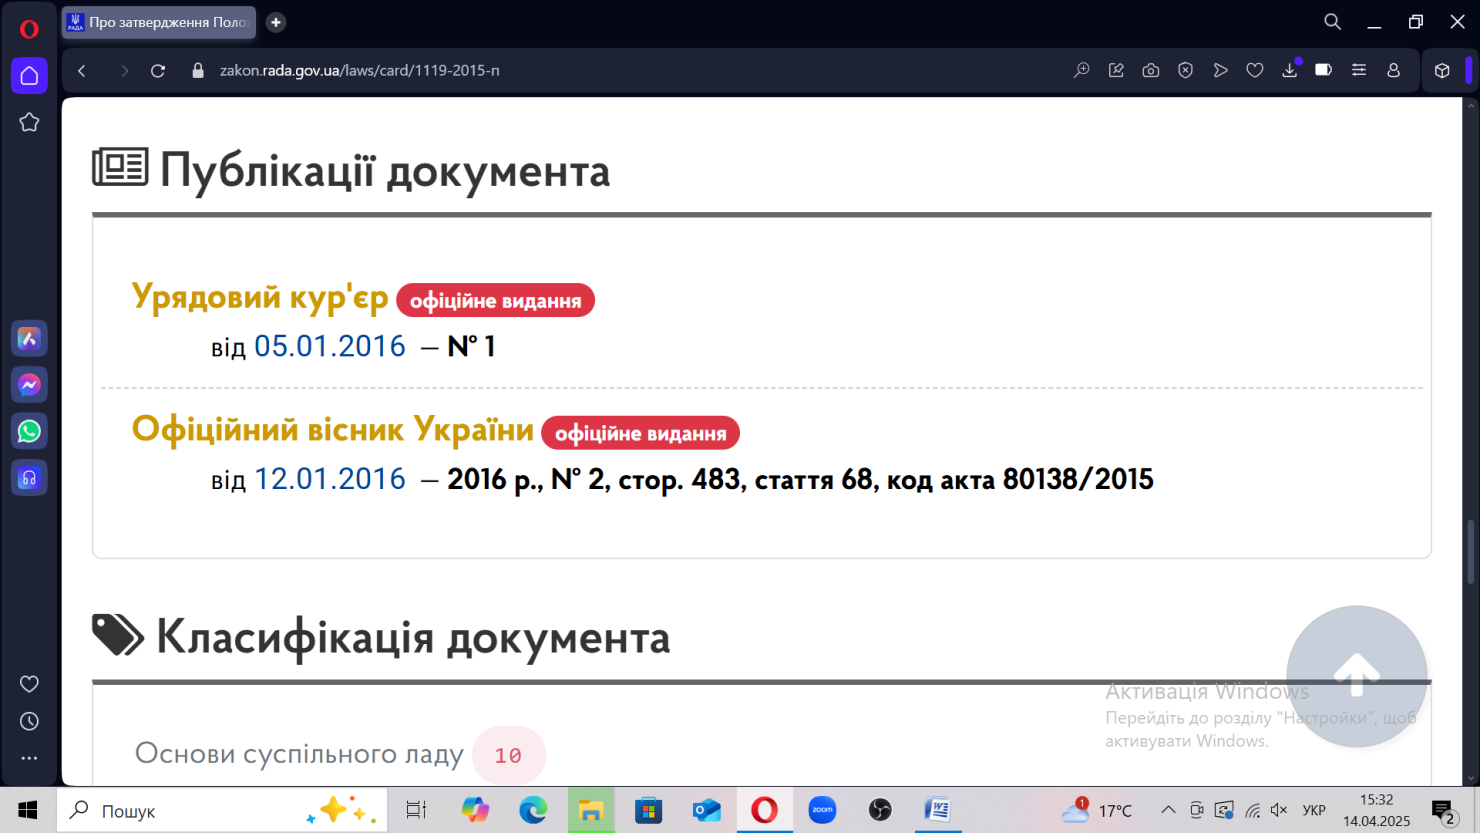 Про затвердження Поло
zakon.rada.gov.ua/laws/card/1119-2015-п
Публікації документа
Урядовий кур'єр офіційне видання
від 05.01.2016 — № 1
Офіційний вісник України офіційне видання
від 12.01.2016 — 2016 р., № 2, стор. 483, стаття 68, код акта 80138/2015
Класифікація документа
Основи суспільного ладу 10
Активація Windows
Перейдіть до розділу "Настройки", щоб
активувати Windows.
Пошук
zoom
1
17°C
УКР
15:32
14.04.2025
2